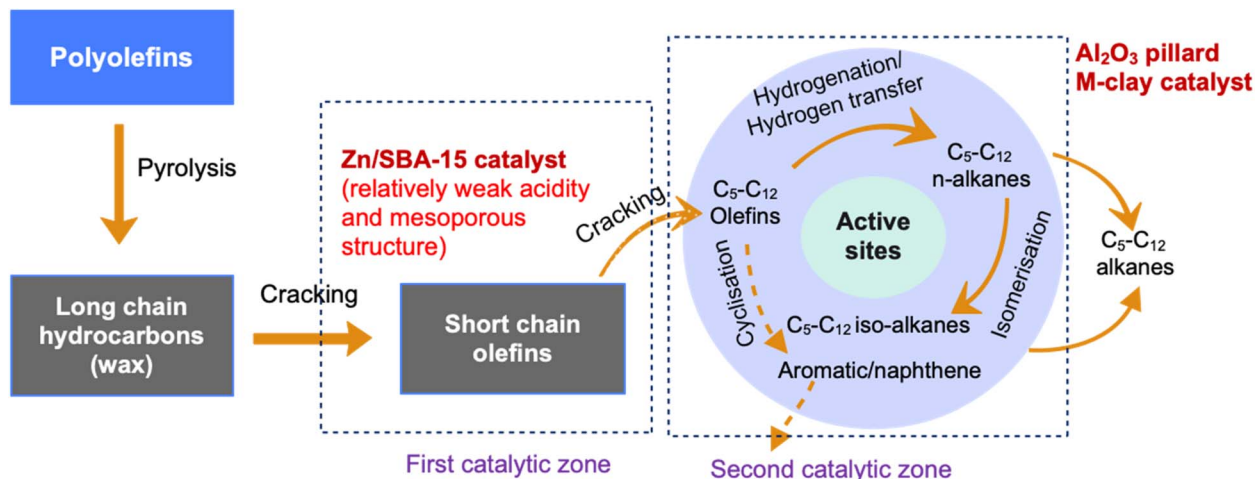 Polyolefins
Pyrolysis
Long chain
hydrocarbons
(wax)
Cracking
Zn/SBA-15 catalyst
(relatively weak acidity
and mesoporous
structure)
Short chain
olefins
First catalytic zone
Cracking
Hydrogenation/
Hydrogen transfer
C₅-C₁₂
Olefins
C₅-C₁₂
n-alkanes
Active
sites
Cyclisation
Isomerisation
C₅-C₁₂ iso-alkanes
Aromatic/naphthene
Second catalytic zone
Al₂O₃ pillard
M-clay catalyst
C₅-C₁₂
alkanes